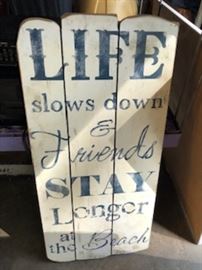 LIFE
slows down
&
Friends
STAY
Longer
at
the Beach